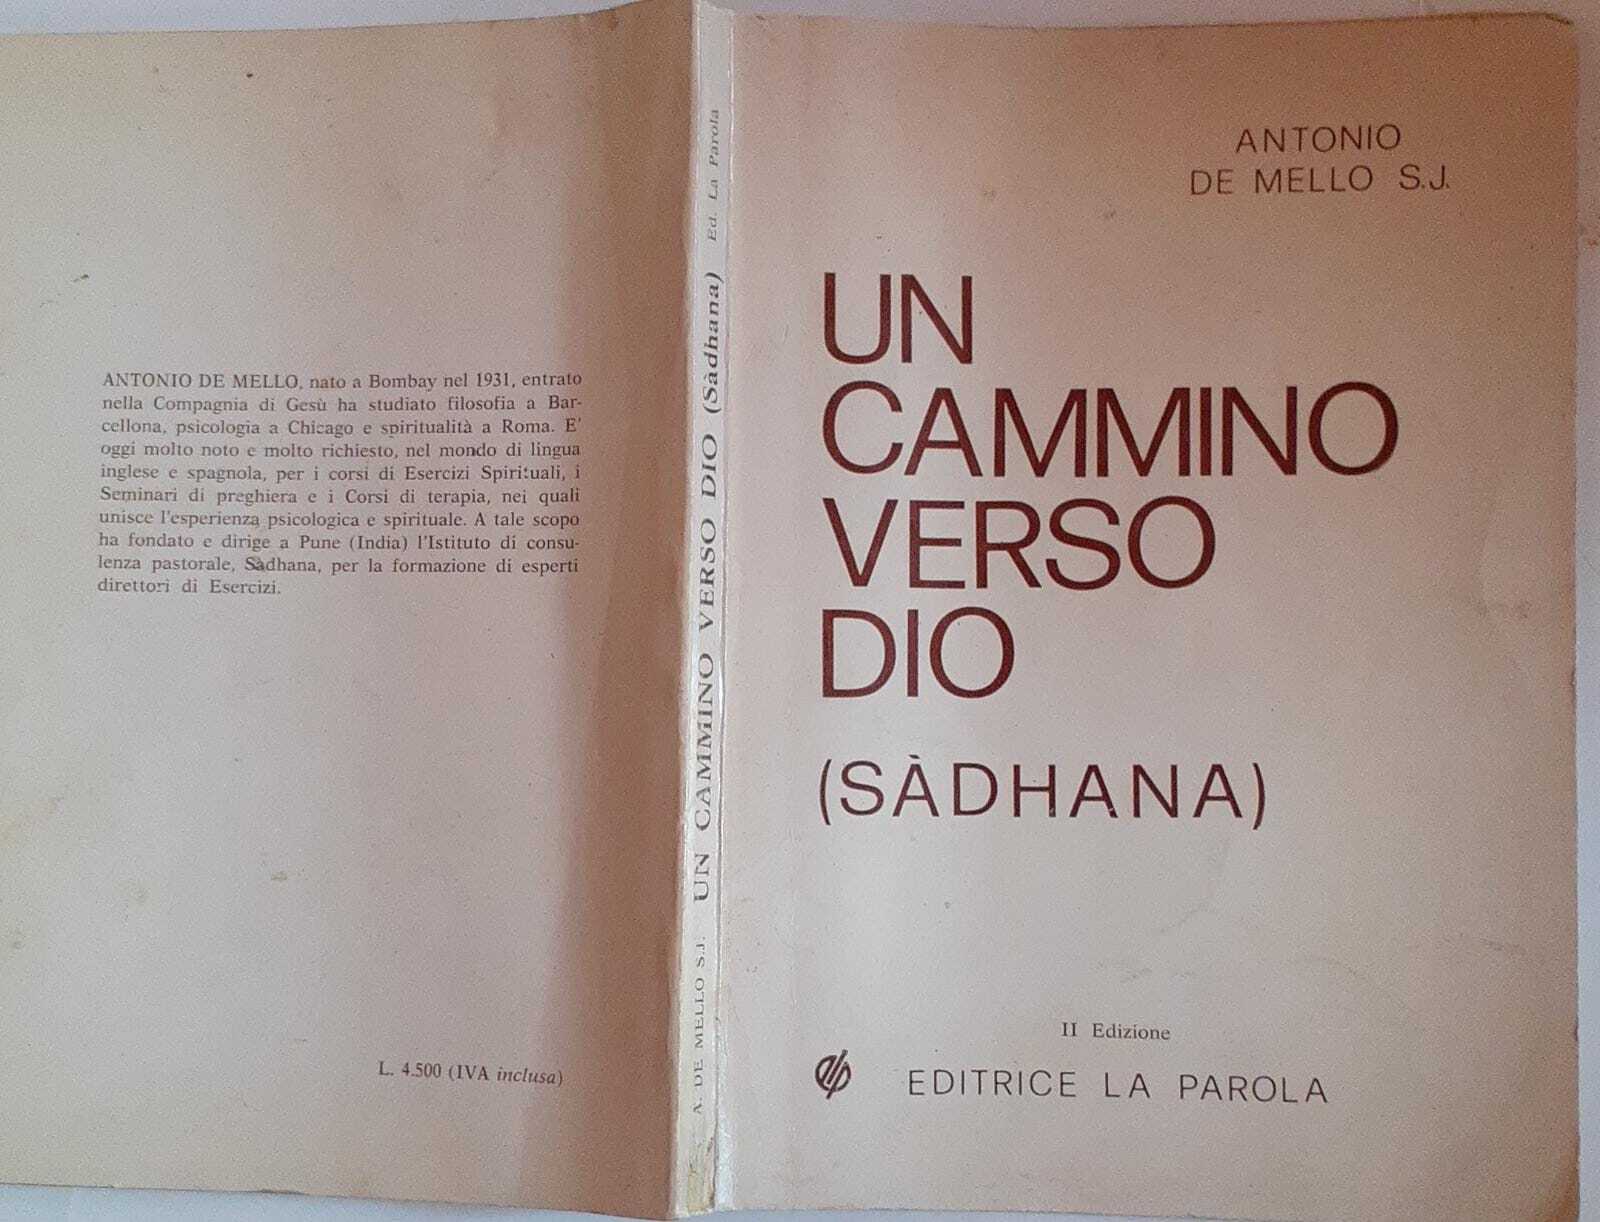 ANTONIO DE MELLO, nato a Bombay nel 1931, entrato
nella Compagnia di Gesù ha studiato filosofia a Bar-
cellona, psicologia a Chicago e spiritualità a Roma. E'
oggi molto noto e molto richiesto, nel mondo di lingua
inglese e spagnola, per i corsi di Esercizi Spirituali, i
Seminari di preghiera e i Corsi di terapia, nei quali
unisce l'esperienza psicologica e spirituale. A tale scopo
ha fondato e dirige a Pune (India) l'Istituto di consu-
lenza pastorale, Sàdhana, per la formazione di esperti
direttori di Esercizi.
L. 4.500 (IVA inclusa)
A. DE MELLO S.J. UN CAMMINO VERSO DIO (Sàdhana) Ed. La Parola
ANTONIO
DE MELLO S.J.
UN
CAMMINO
VERSO
DIO
(SÀDHANA)
II Edizione
elp EDITRICE LA PAROLA